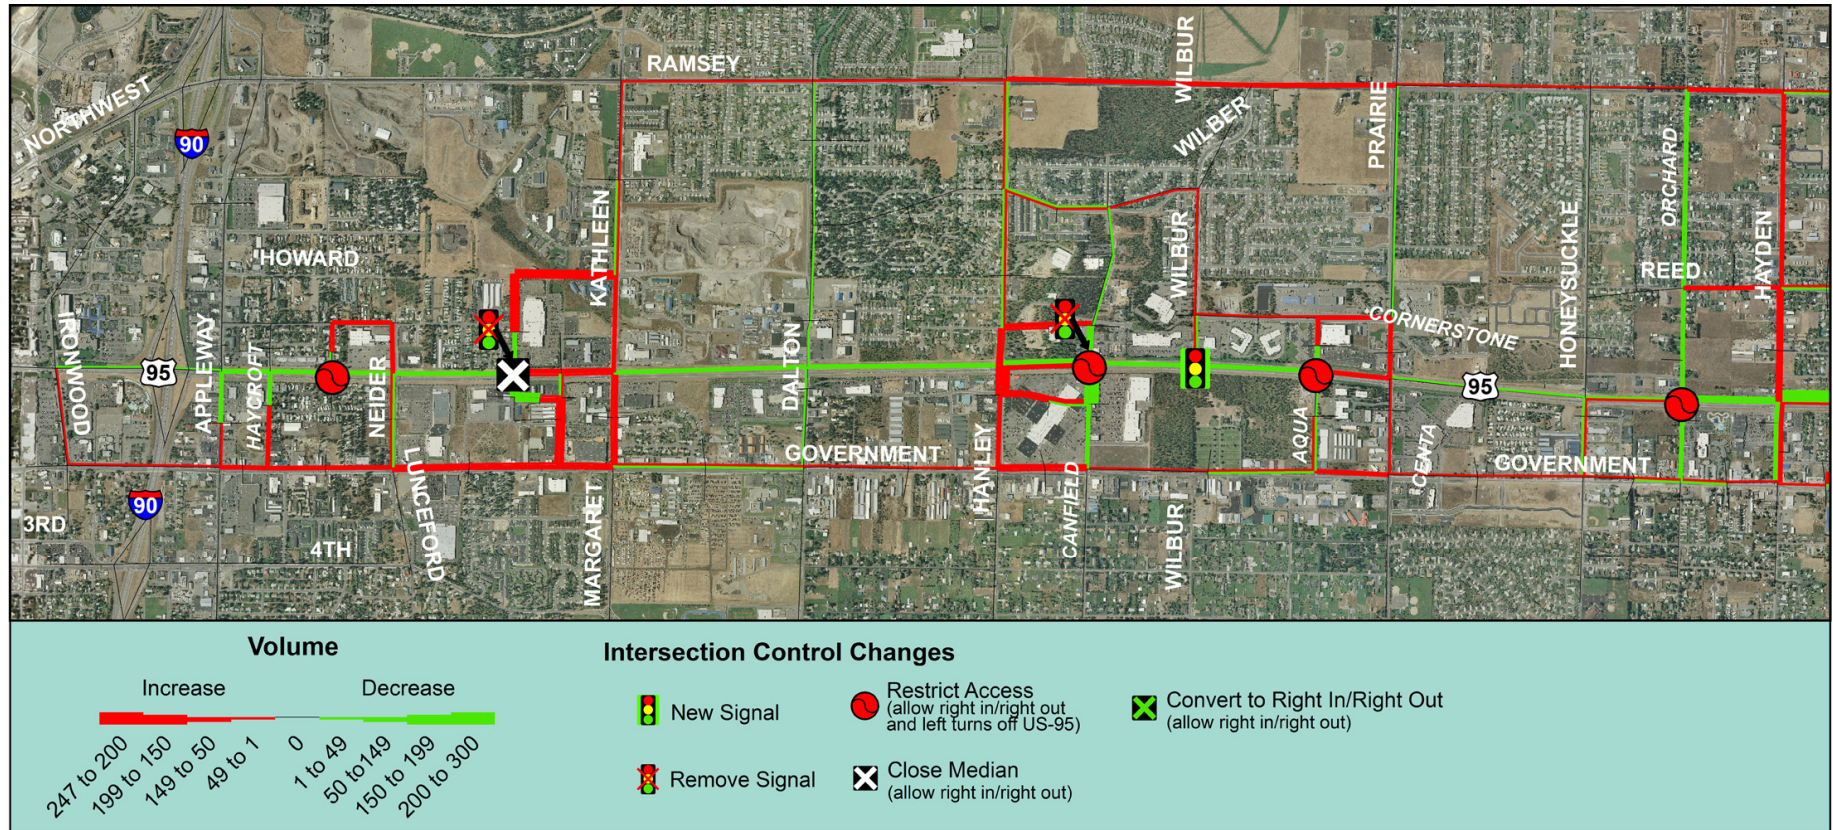 RAMSEY
WILBUR
NORTHWEST
90
WILBER
PRAIRIE
ORCHARD
KATHLEEN
HOWARD
WILBUR
HONEYSUCKLE
REED
HAYDEN
IRONWOOD
95
APPLEWAY
HAYCROFT
NEIDER
DALTON
CORNERSTONE
95
LUNCEFORD
GOVERNMENT
HANLEY
CANFIELD
AQUA
CENTA
GOVERNMENT
90
3RD
4TH
MARGARET
WILBUR
Volume
Increase
Decrease
247 to 200
199 to 150
149 to 50
49 to 1
0
1 to 49
50 to149
150 to 199
200 to 300
Intersection Control Changes
New Signal
Remove Signal
Restrict Access
(allow right in/right out
and left turns off US-95)
Close Median
(allow right in/right out)
Convert to Right In/Right Out
(allow right in/right out)